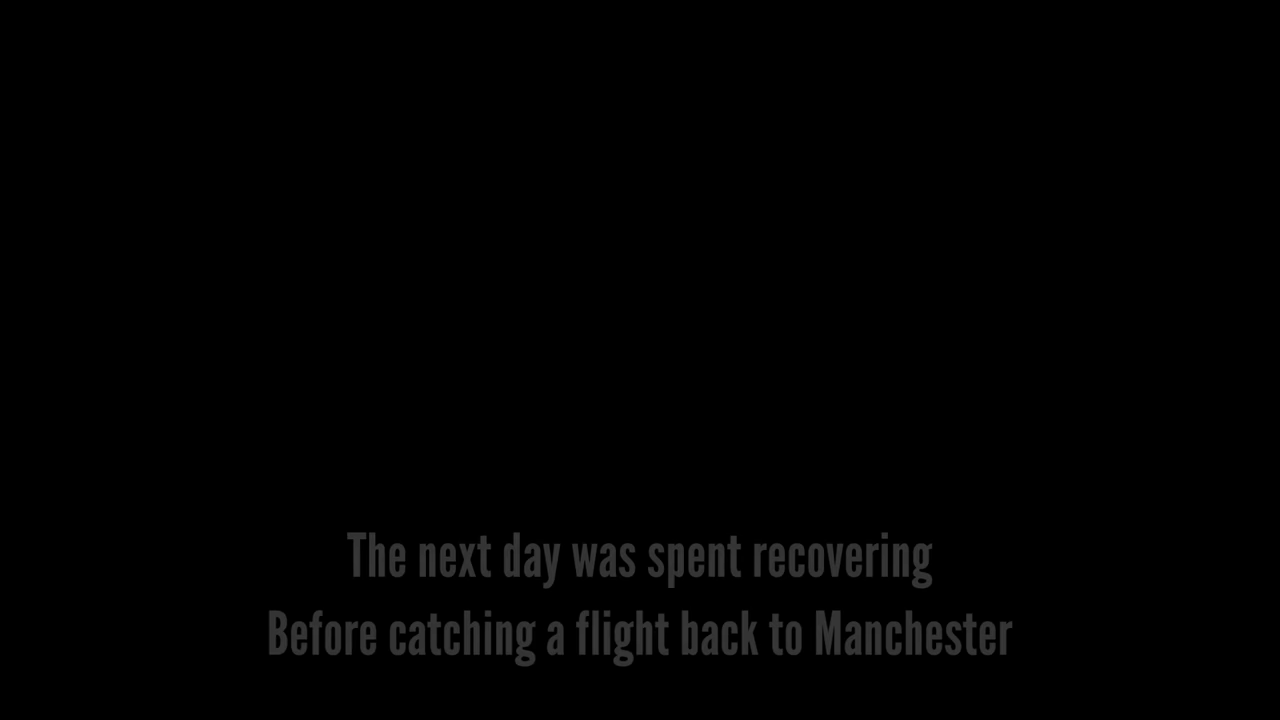 The next day was spent recovering
Before catching a flight back to Manchester